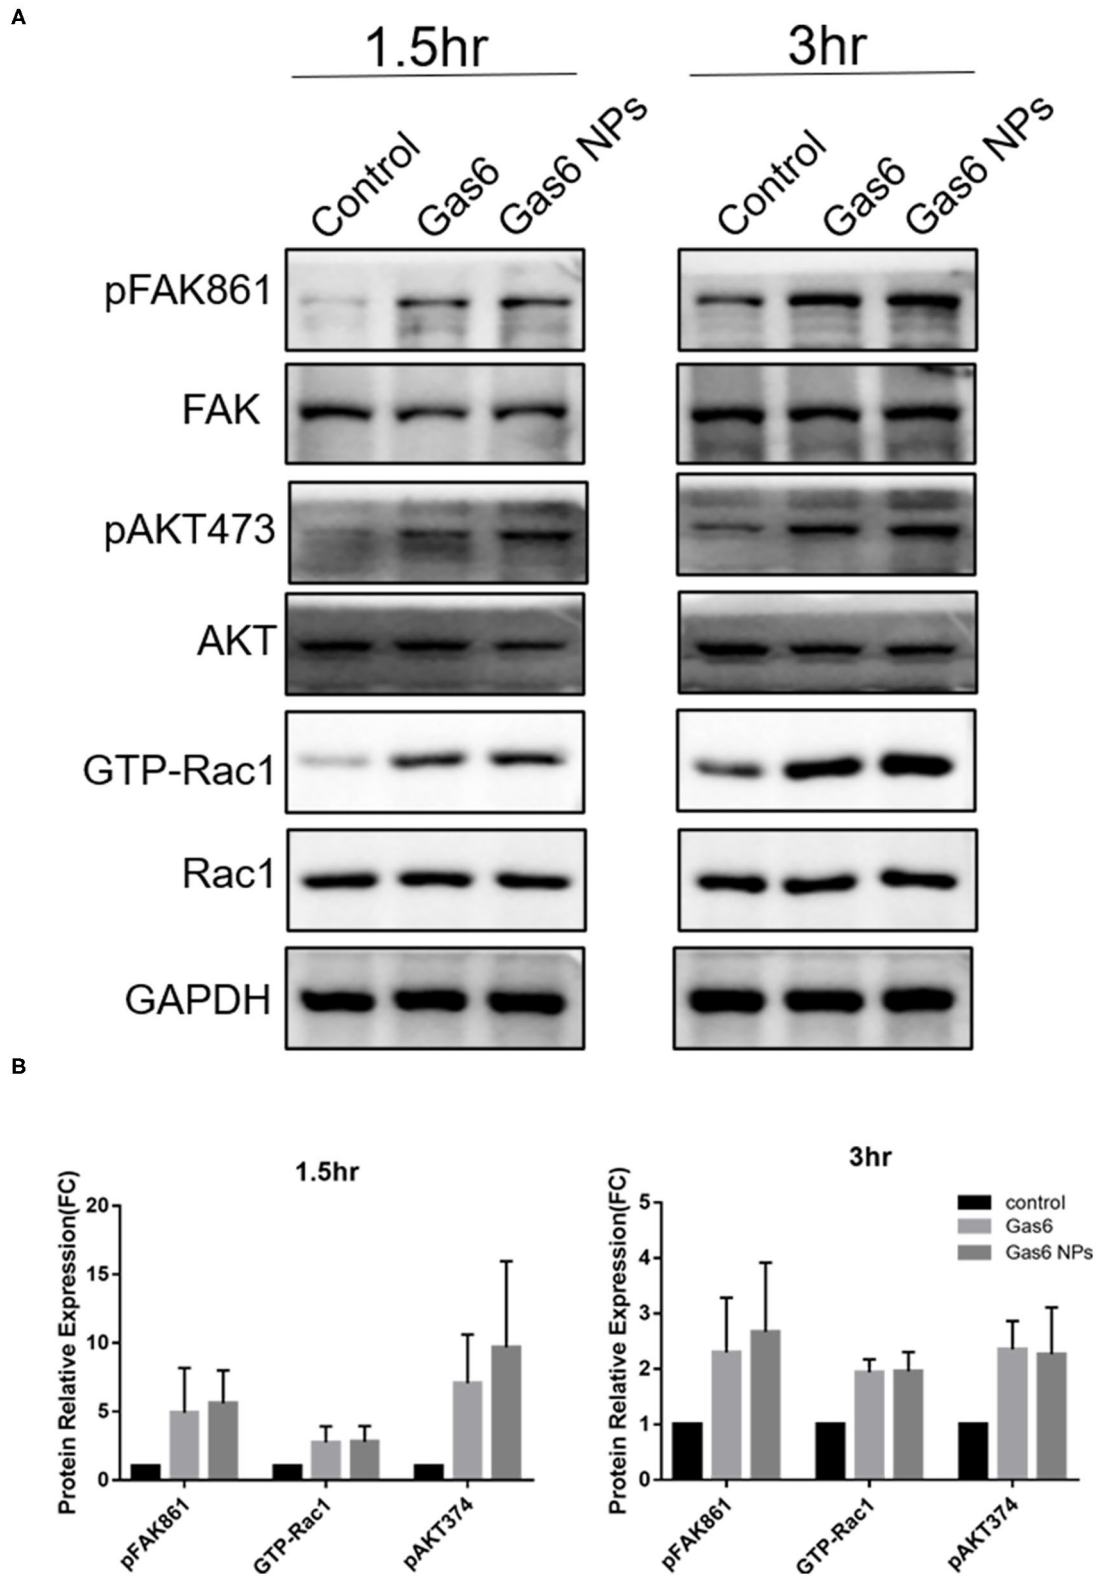 A
1.5hr
3hr
Control
Gas6
Gas6 NPs
Control
Gas6
Gas6 NPs
pFAK861
FAK
pAKT473
AKT
GTP-Rac1
Rac1
GAPDH
B
1.5hr
Protein Relative Expression(FC)
20
15
10
5
0
pFAK861
GTP-Rac1
pAKT374
3hr
Protein Relative Expression(FC)
5
4
3
2
1
0
pFAK861
GTP-Rac1
pAKT374
control
Gas6
Gas6 NPs